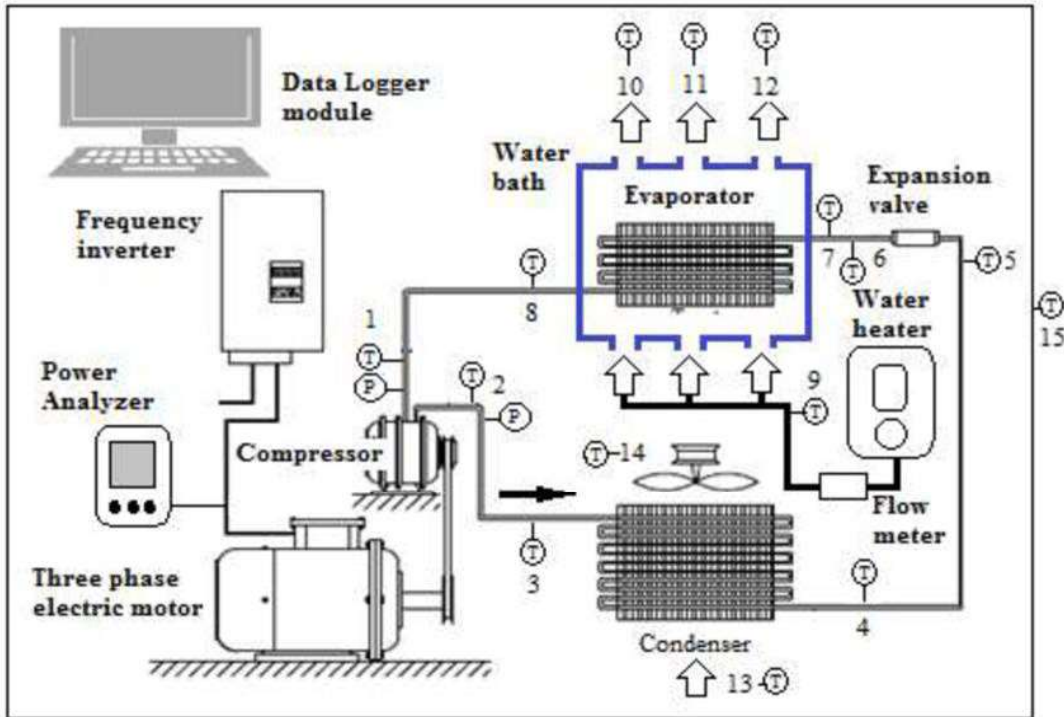 Data Logger
module
Frequency
inverter
Power
Analyzer
Three phase
electric motor
Compressor
1
T
P
T
2
P
T
3
T
8
Water
bath
Evaporator
T
10
T
11
T
12
T
7
T
6
Expansion
valve
T
5
Water
heater
T
15
9
T
T
14
Flow
meter
T
4
Condenser
13
T